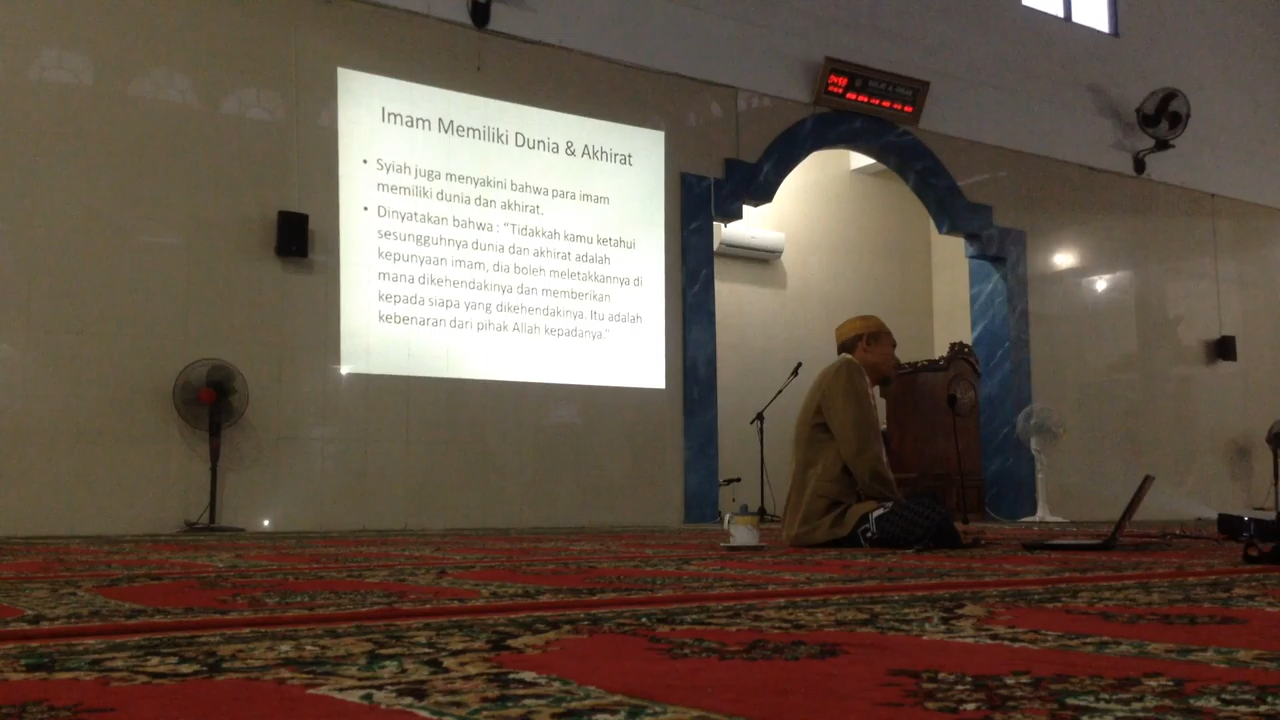 Imam Memiliki Dunia & Akhirat
• Syiah juga menyakini bahwa para imam
memiliki dunia dan akhirat.
• Dinyatakan bahwa : “Tidakkah kamu ketahui
sesungguhnya dunia dan akhirat adalah
kepunyaan imam, dia boleh meletakkannya di
mana dikehendakinya dan memberikan
kepada siapa yang dikehendakinya. Itu adalah
kebenaran dari pihak Allah kepadanya.”